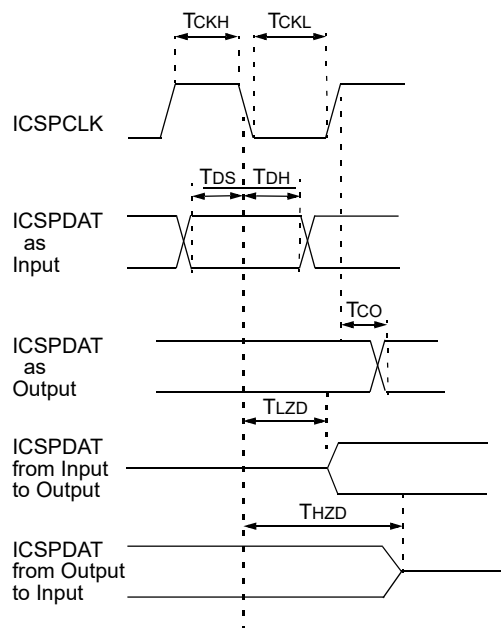 TCKH TCKL
ICSPCLK
TDS TDH
ICSPDAT
as
Input
TCO
ICSPDAT
as
Output
TLZD
ICSPDAT
from Input
to Output
THZD
ICSPDAT
from Output
to Input